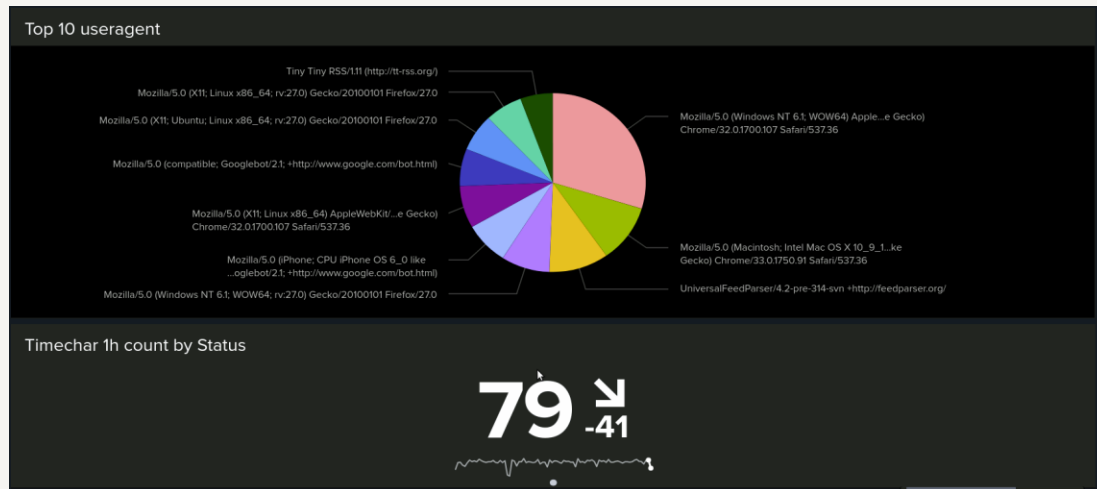 Top 10 useragent
Tiny Tiny RSS/1.11 (http://tt-rss.org/)
Mozilla/5.0 (X11; Linux x86_64; rv:27.0) Gecko/20100101 Firefox/27.0
Mozilla/5.0 (X11; Ubuntu; Linux x86_64; rv:27.0) Gecko/20100101 Firefox/27.0
Mozilla/5.0 (compatible; Googlebot/2.1; +http://www.google.com/bot.html)
Mozilla/5.0 (X11; Linux x86_64) AppleWebKit/...e Gecko)
Chrome/32.0.1700.107 Safari/537.36
Mozilla/5.0 (iPhone; CPU iPhone OS 6_0 like
...oglebot/2.1; +http://www.google.com/bot.html)
Mozilla/5.0 (Windows NT 6.1; WOW64; rv:27.0) Gecko/20100101 Firefox/27.0
Mozilla/5.0 (Windows NT 6.1; WOW64) Apple...e Gecko)
Chrome/32.0.1700.107 Safari/537.36
Mozilla/5.0 (Macintosh; Intel Mac OS X 10_9_1...ke
Gecko) Chrome/33.0.1750.91 Safari/537.36
UniversalFeedParser/4.2-pre-314-svn +http://feedparser.org/
Timechar 1h count by Status
79
-41